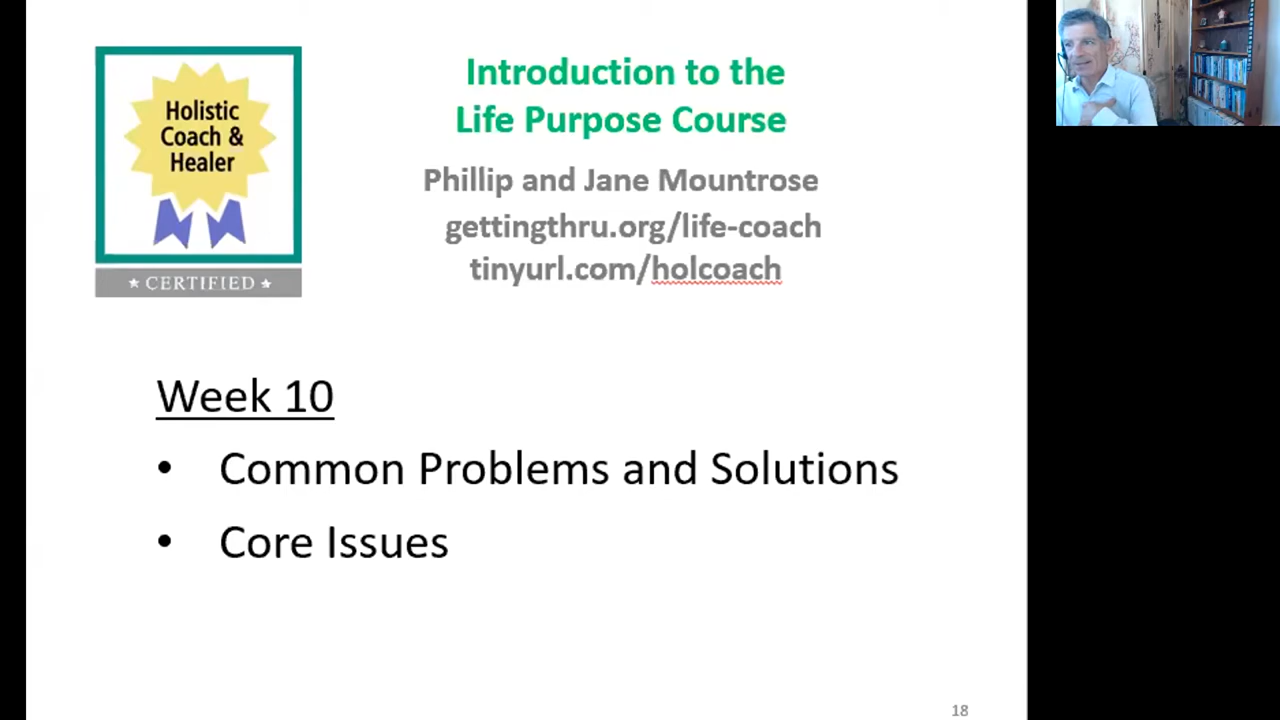 Holistic
Coach &
Healer
★ CERTIFIED ★
Introduction to the
Life Purpose Course
Phillip and Jane Mountrose
gettingthru.org/life-coach
tinyurl.com/holcoach
Week 10
• Common Problems and Solutions
• Core Issues
18